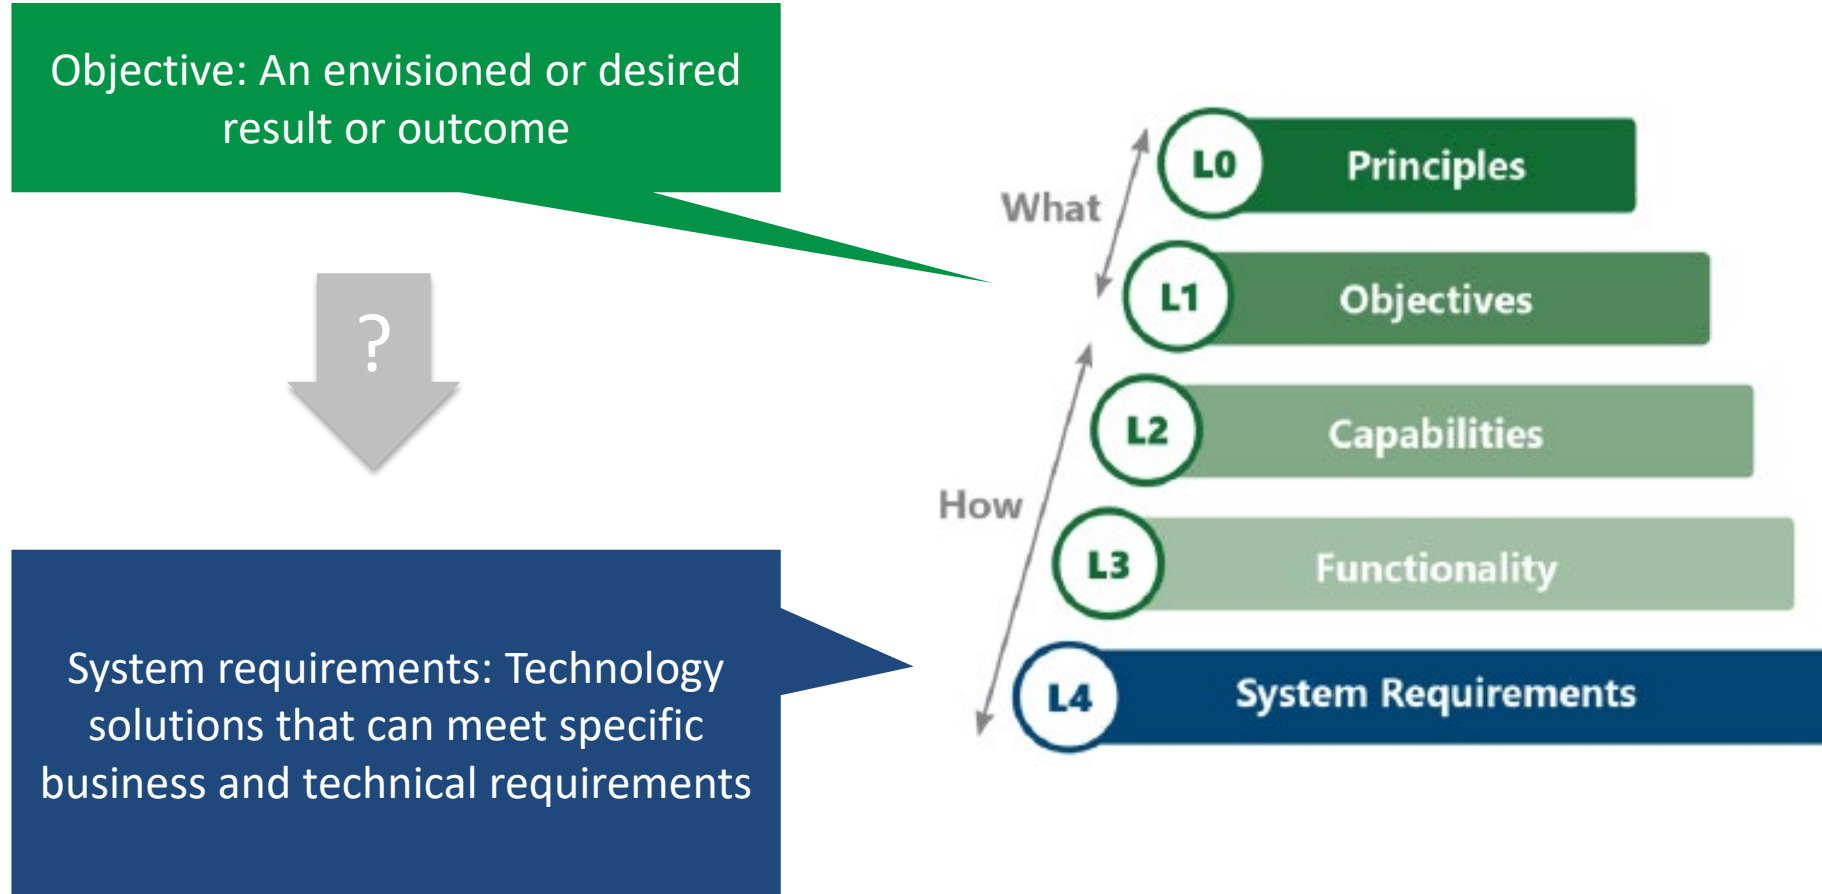 Objective: An envisioned or desired
result or outcome
?
System requirements: Technology
solutions that can meet specific
business and technical requirements
What
How
L0 Principles
L1 Objectives
L2 Capabilities
L3 Functionality
L4 System Requirements